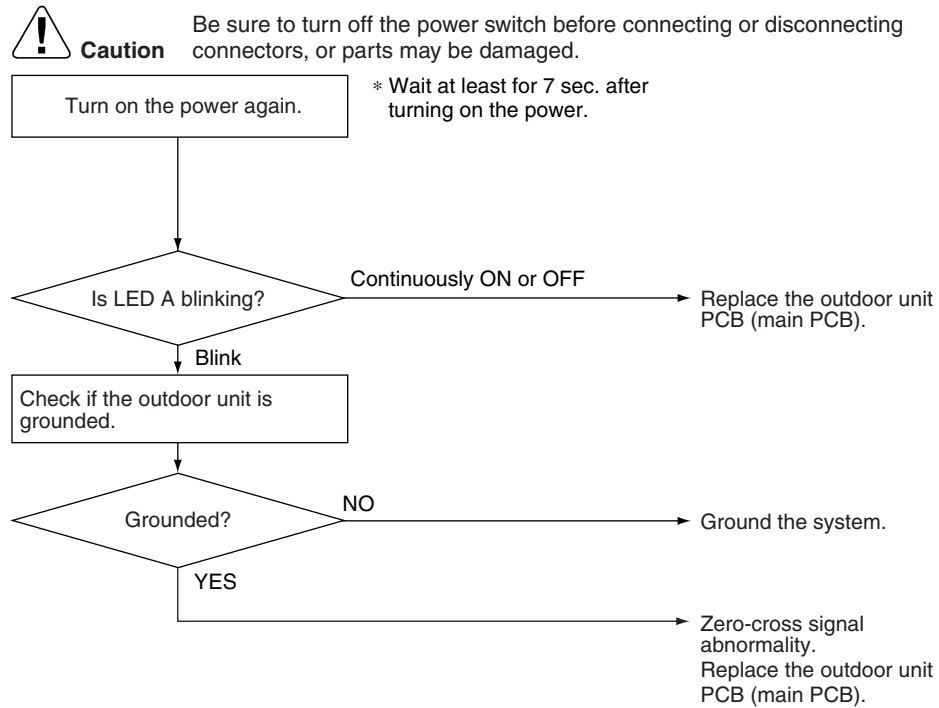 Be sure to turn off the power switch before connecting or disconnecting
Caution connectors, or parts may be damaged.
Turn on the power again.
* Wait at least for 7 sec. after
turning on the power.
Is LED A blinking?
Continuously ON or OFF
Replace the outdoor unit
PCB (main PCB).
Blink
Check if the outdoor unit is
grounded.
Grounded?
NO
Ground the system.
YES
Zero-cross signal
abnormality.
Replace the outdoor unit
PCB (main PCB).